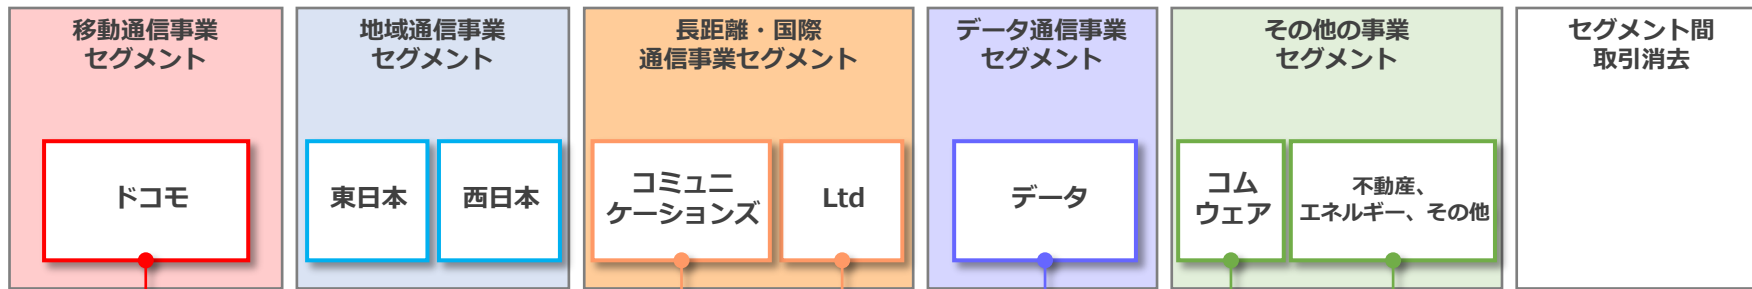 移動通信事業
セグメント
地域通信事業
セグメント
長距離・国際
通信事業セグメント
データ通信事業
セグメント
その他の事業
セグメント
セグメント間
取引消去
ドコモ
東日本
西日本
コミュニ
ケーションズ
Ltd
データ
コム
ウェア
不動産、
エネルギー、その他